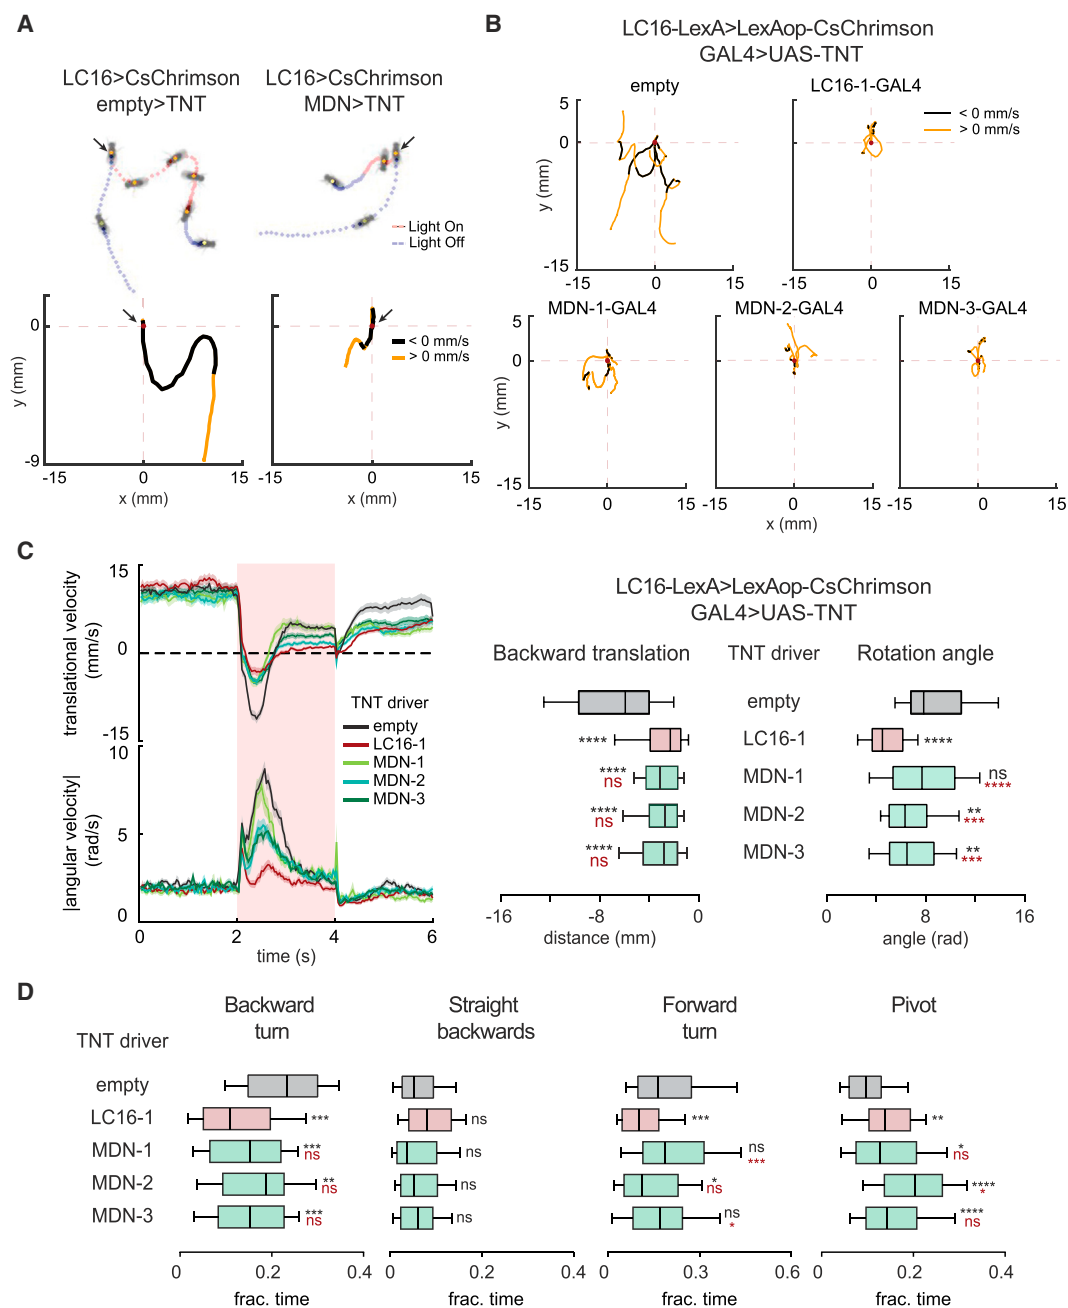 A
LC16>CsChrimson
empty>TNT
LC16>CsChrimson
MDN>TNT
Light On
Light Off
0
-9
y (mm)
-15
0
15
x (mm)
< 0 mm/s
> 0 mm/s
-15
0
15
x (mm)
B
LC16-LexA>LexAop-CsChrimson
GAL4>UAS-TNT
empty
LC16-1-GAL4
< 0 mm/s
> 0 mm/s
5
0
-15
y (mm)
-15
0
15
-15
0
15
MDN-1-GAL4
MDN-2-GAL4
MDN-3-GAL4
5
0
-15
y (mm)
-15
0
15
-15
0
15
-15
0
15
x (mm)
C
15
0
-15
translational velocity
(mm/s)
TNT driver
empty
LC16-1
MDN-1
MDN-2
MDN-3
10
5
0
|angular velocity|
(rad/s)
0
2
4
6
time (s)
LC16-LexA>LexAop-CsChrimson
GAL4>UAS-TNT
Backward translation
TNT driver
Rotation angle
empty
**** LC16-1 ****
**** MDN-1 ns
ns ****
**** MDN-2 **
ns ***
**** MDN-3 **
ns ***
-16
-8
0
distance (mm)
0
8
16
angle (rad)
D
TNT driver
Backward
turn
Straight
backwards
Forward
turn
Pivot
empty
LC16-1 *** ns *** **
MDN-1 *** ns ns *
ns *** ns
MDN-2 ** ns * ****
ns ns *
MDN-3 *** ns ns ****
ns * ns
0
0.2
0.4
frac. time
0
0.2
0.4
frac. time
0
0.3
0.6
frac. time
0
0.2
0.4
frac. time